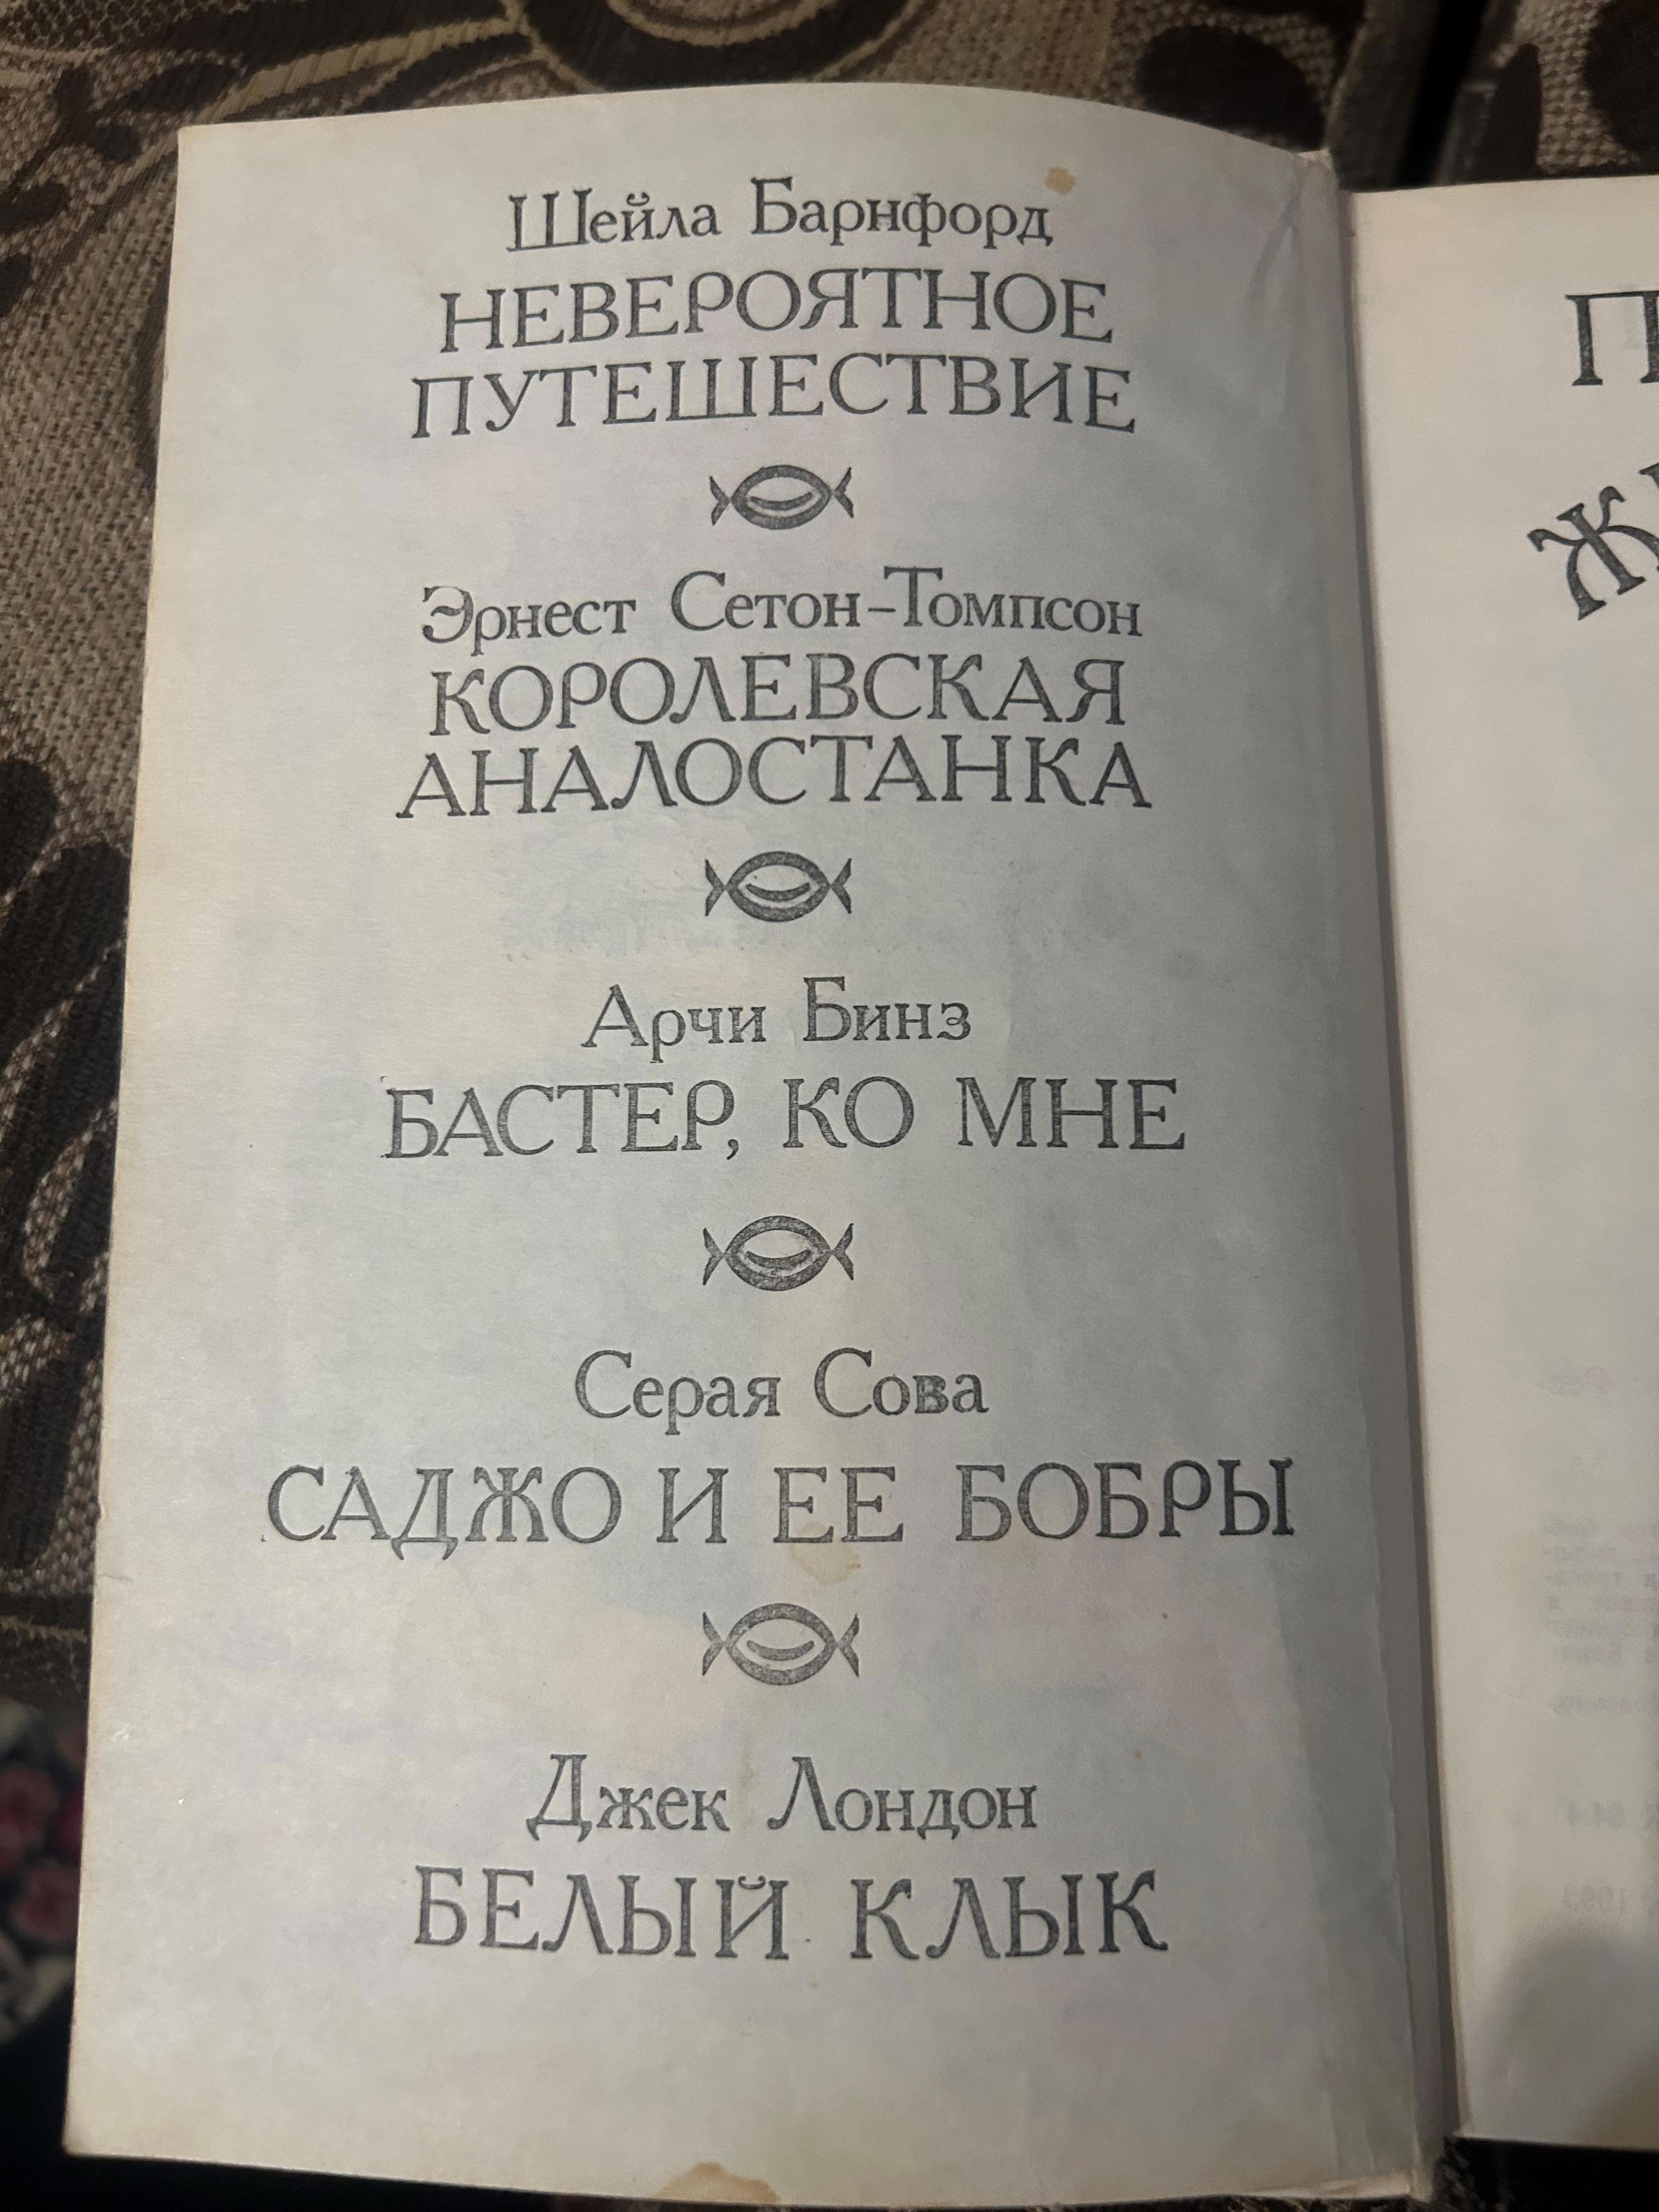 Шейла Барнфорд
НЕВЕРОЯТНОЕ
ПУТЕШЕСТВИЕ
Эрнест Сетон-Томпсон
КОРОЛЕВСКАЯ
АНАЛОСТАНКА
Арчи Бинз
БАСТЕР, КО МНЕ
Серая Сова
САДЖО И ЕЕ БОБРЫ
Джек Лондон
БЕЛЫЙ КЛЫК